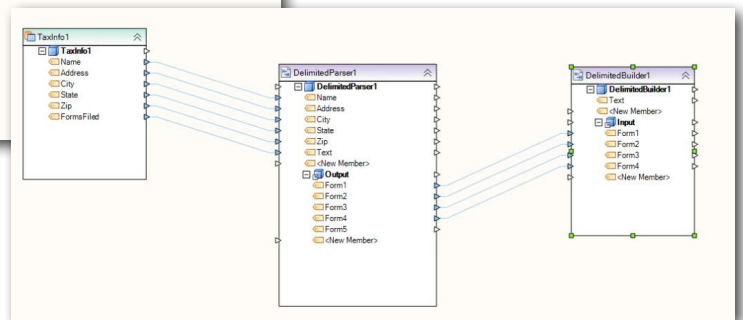 TaxInfo1
TaxInfo1
Name
Address
City
State
Zip
FormsFiled
DelimitedParser1
DelimitedParser1
Name
Address
City
State
Zip
Text
<New Member>
Output
Form1
Form2
Form3
Form4
Form5
<New Member>
DelimitedBuilder1
DelimitedBuilder1
Text
<New Member>
Input
Form1
Form2
Form3
Form4
<New Member>